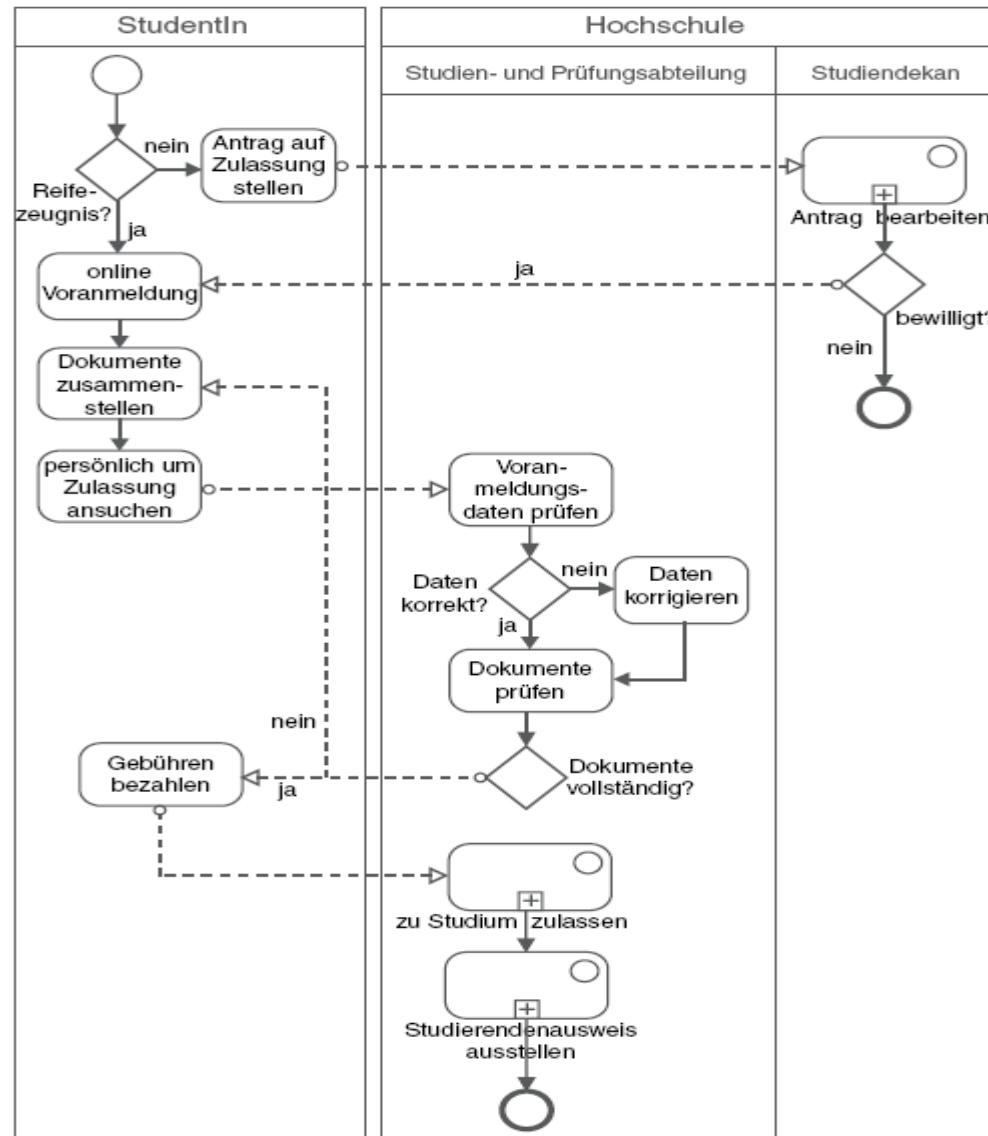 StudentIn
Hochschule
Studien- und Prüfungsabteilung
Studiendekan
nein
Antrag auf
Zulassung
stellen
Reife-
zeugnis?
ja
Antrag bearbeiten
online
Voranmeldung
ja
bewilligt?
nein
Dokumente
zusammen-
stellen
persönlich um
Zulassung
ansuchen
Voran-
meldungs-
daten prüfen
Daten
korrekt?
nein
Daten
korrigieren
ja
Dokumente
prüfen
nein
Gebühren
bezahlen
ja
Dokumente
vollständig?
zu Studium zulassen
Studierendenausweis
ausstellen